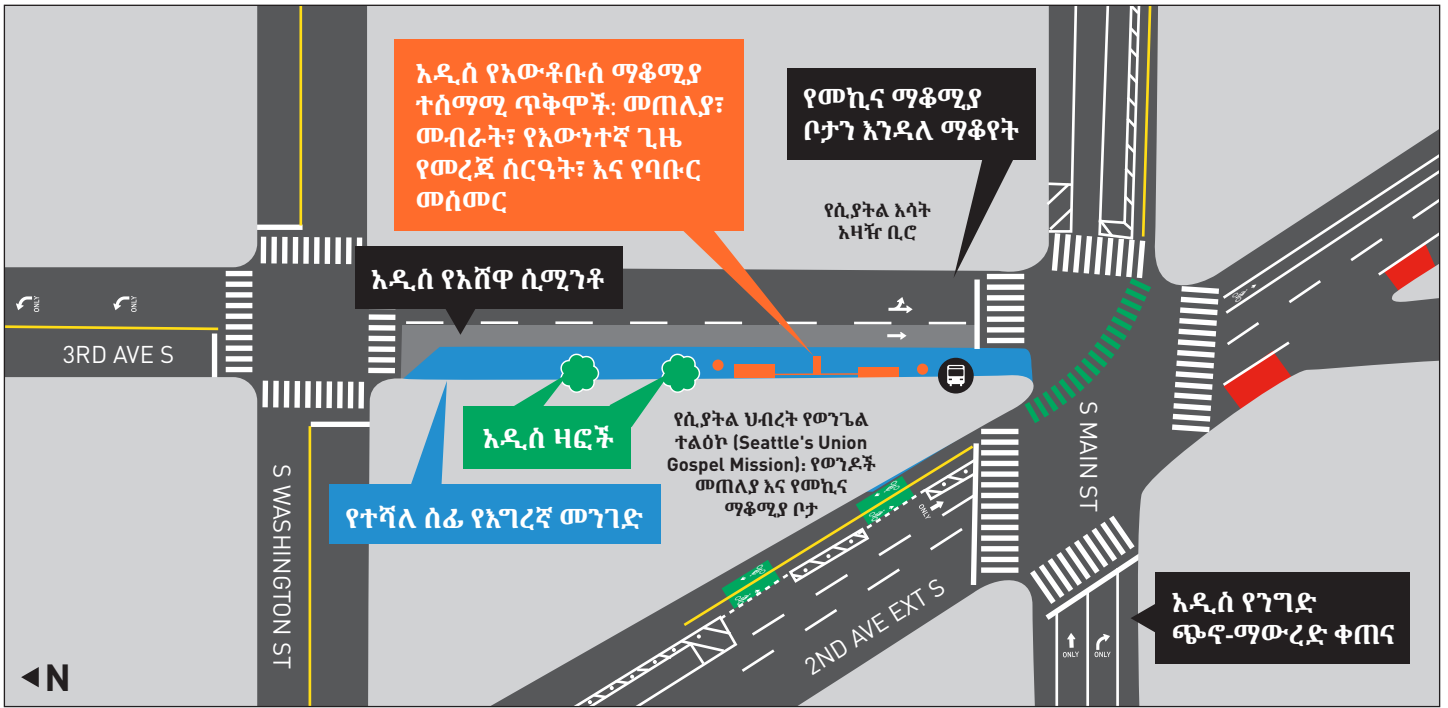 አዲስ የአውቶቡስ ማቆሚያ
ተስማሚ ጥቅሞች: መጠለያ፣
መብራት፣ የእውነተኛ ጊዜ
የመረጃ ስርዓት፣ እና የባቡር
መስመር
የመኪና ማቆሚያ
ቦታን እንዳለ ማቆየት
የሲያትል እሳት
አዛዥ ቢሮ
አዲስ የአሸዋ ሲማንቶ
ONLY
ONLY
3RD AVE S
አዲስ ዛፎች
የሲያትል ህብረት የወንጌል
ተልዕኮ (Seattle's Union
Gospel Mission): የወንዶች
መጠለያ እና የመኪና
ማቆሚያ ቦታ
የተሻለ ሰፊ የእግረኛ መንገድ
S WASHINGTON ST
S MAIN ST
ONLY
2ND AVE EXT S
ONLY
ONLY
አዲስ የንግድ
ጭኖ-ማውረድ ቀጠና
N